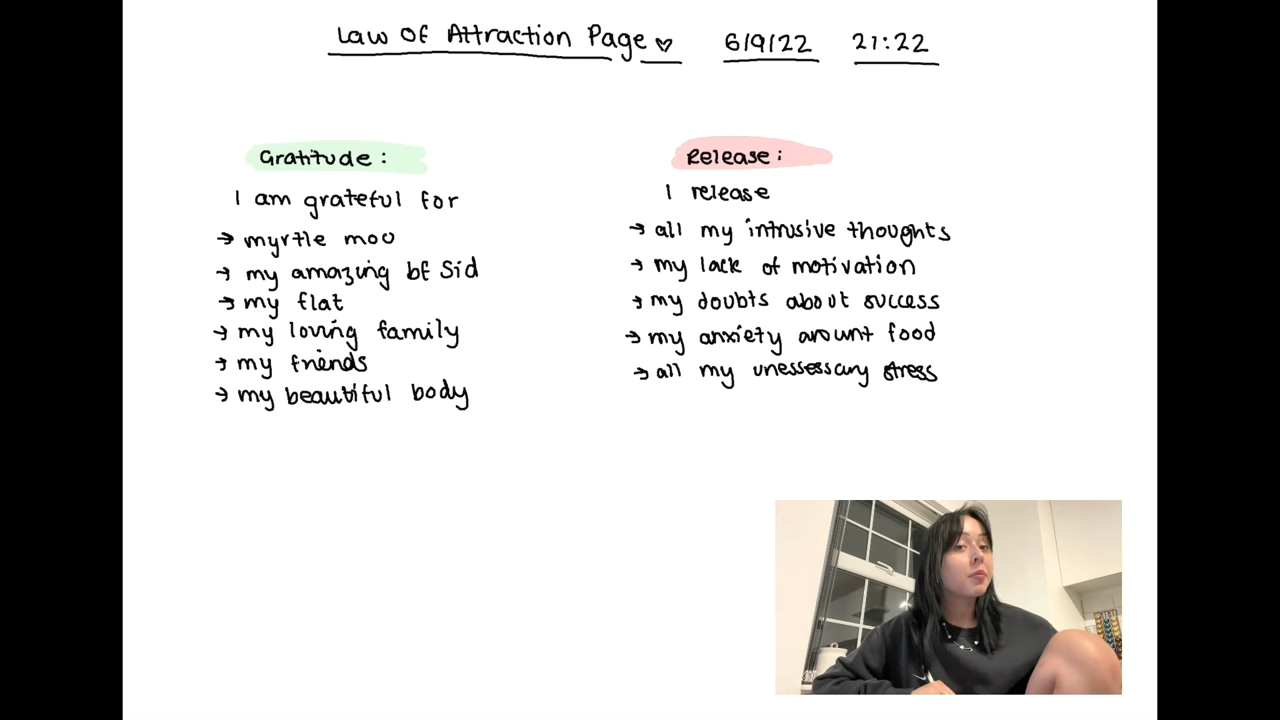 Law Of Attraction Page ♡ 6/9/22 21:22
Gratitude:
I am grateful for
→ myrtle moo
→ my amazing bf Sid
→ my flat
→ my loving family
→ my friends
→ my beautiful body
Release:
I release
→ all my intrusive thoughts
→ my lack of motivation
→ my doubts about success
→ my anxiety arount food
→ all my unessessary stress